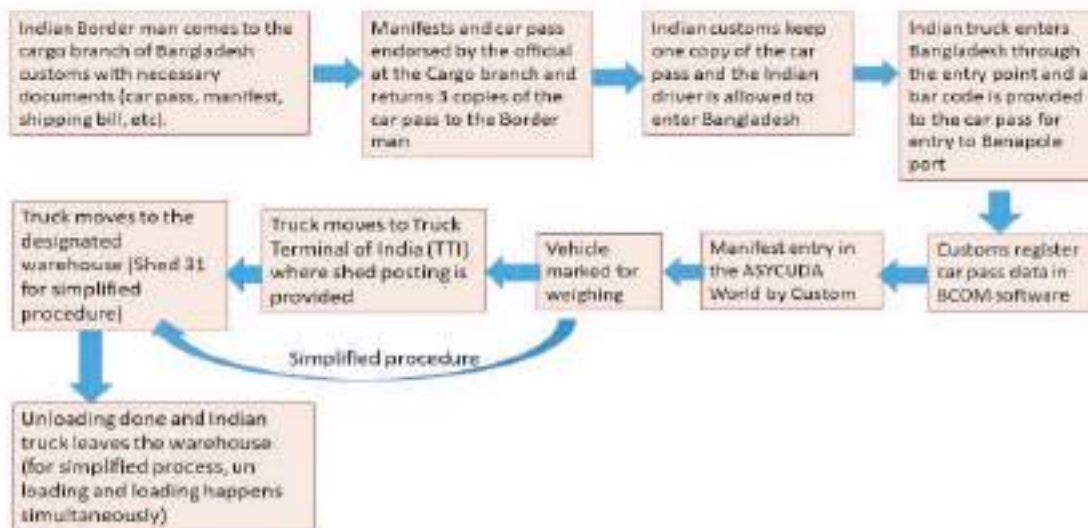 Indian Border man comes to the
cargo branch of Bangladesh
customs with necessary
documents (car pass, manifest,
shipping bill, etc).
Manifests and car pass
endorsed by the official
at the Cargo branch and
returns 3 copies of the
car pass to the Border
man
Indian customs keep
one copy of the car
pass and the Indian
driver is allowed to
enter Bangladesh
Indian truck enters
Bangladesh through
the entry point and a
bar code is provided
to the car pass for
entry to Benapole
port
Customs register
car pass data in
BCOM software
Manifest entry in
the ASYCUDA
World by Custom
Vehicle
marked for
weighing
Truck moves to Truck
Terminal of India (TTI)
where shed posting is
provided
Truck moves to the
designated
warehouse (Shed 31
for simplified
procedure)
Simplified procedure
Unloading done and Indian
truck leaves the warehouse
(for simplified process, un
loading and loading happens
simultaneously)